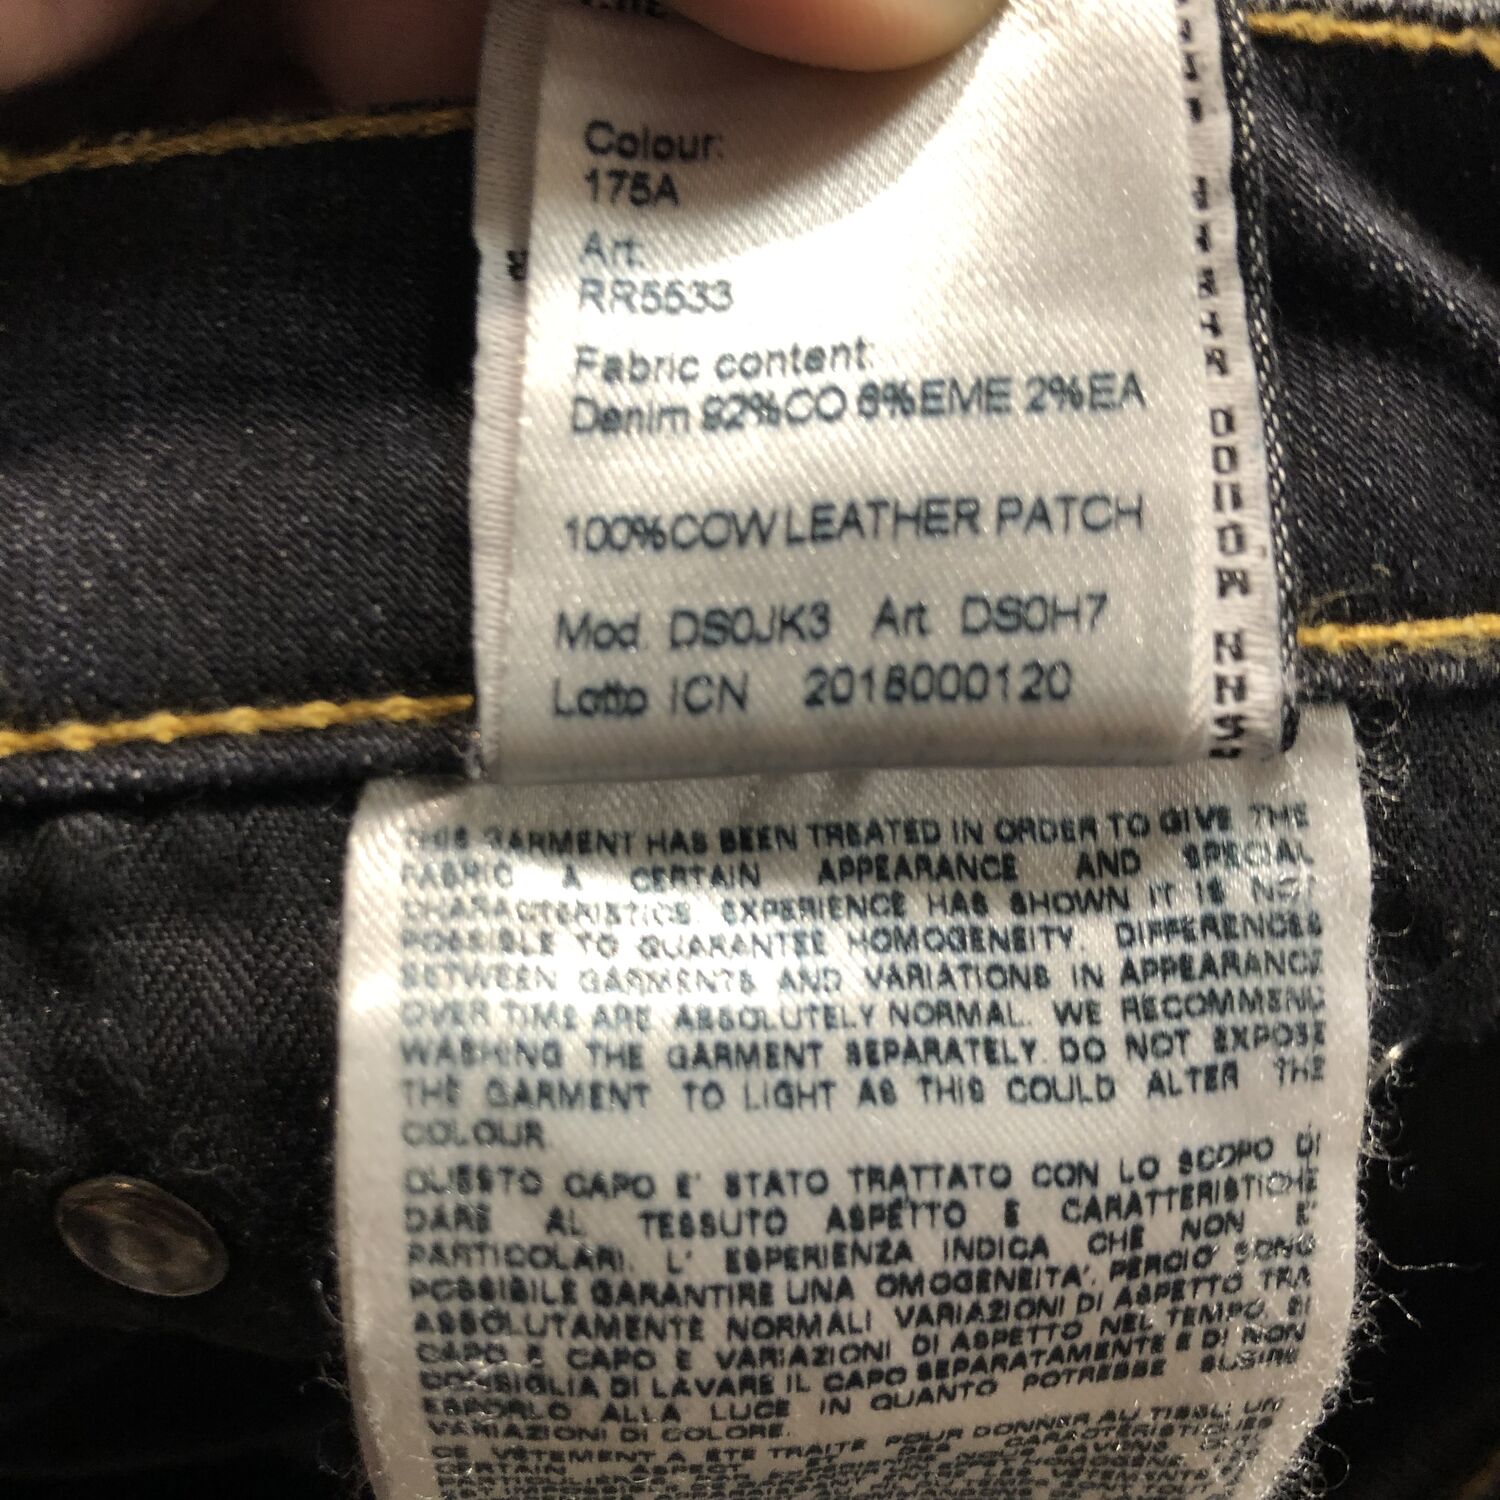 Colour:
175A
Art:
RR5533
Fabric content:
Denim 92%CO 6%EME 2%EA
100%COW LEATHER PATCH
Mod. DS0JK3 Art. DS0H7
Lotto ICN 2018000120
THIS GARMENT HAS BEEN TREATED IN ORDER TO GIVE THE
FABRIC A CERTAIN APPEARANCE AND SPECIAL
CHARACTERISTICS. EXPERIENCE HAS SHOWN IT IS NOT
POSSIBLE TO GUARANTEE HOMOGENEITY. DIFFERENCES
BETWEEN GARMENTS AND VARIATIONS IN APPEARANCE
OVER TIME ARE ABSOLUTELY NORMAL. WE RECOMMEND
WASHING THE GARMENT SEPARATELY. DO NOT EXPOSE
THE GARMENT TO LIGHT AS THIS COULD ALTER THE
COLOUR.
QUESTO CAPO E' STATO TRATTATO CON LO SCOPO DI
DARE AL TESSUTO ASPETTO E CARATTERISTICHE
PARTICOLARI. L' ESPERIENZA INDICA CHE NON E'
POSSIBILE GARANTIRE UNA OMOGENEITA'. PERCIO' SONO
ASSOLUTAMENTE NORMALI VARIAZIONI DI ASPETTO TRA
CAPO E CAPO E VARIAZIONI DI ASPETTO NEL TEMPO. SI
CONSIGLIA DI LAVARE IL CAPO SEPARATAMENTE E DI NON
ESPORLO ALLA LUCE IN QUANTO POTREBBE SUBIRE
VARIAZIONI DI COLORE.
CE VÊTEMENT A ÉTÉ TRAITÉ POUR DONNER AU TISSU UN
CERTAIN ASPECT